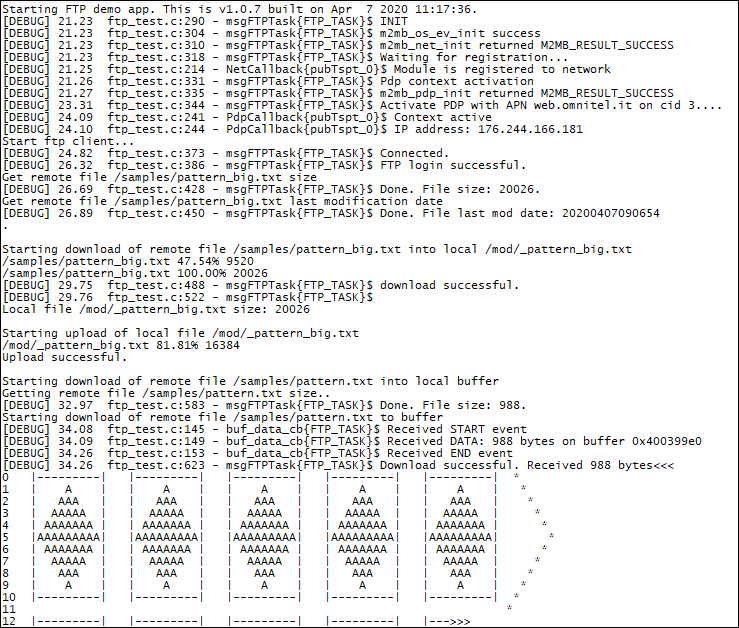 Starting FTP demo app. This is v1.0.7 built on Apr  7 2020 11:17:36.
[DEBUG] 21.23  ftp_test.c:290 - msgFTPTask{FTP_TASK}$ INIT
[DEBUG] 21.23  ftp_test.c:304 - msgFTPTask{FTP_TASK}$ m2mb_os_ev_init success
[DEBUG] 21.23  ftp_test.c:310 - msgFTPTask{FTP_TASK}$ m2mb_net_init returned M2MB_RESULT_SUCCESS
[DEBUG] 21.23  ftp_test.c:318 - msgFTPTask{FTP_TASK}$ Waiting for registration...
[DEBUG] 21.25  ftp_test.c:214 - NetCallback{pubTspt_0}$ Module is registered to network
[DEBUG] 21.26  ftp_test.c:331 - msgFTPTask{FTP_TASK}$ Pdp context activation
[DEBUG] 21.27  ftp_test.c:335 - msgFTPTask{FTP_TASK}$ m2mb_pdp_init returned M2MB_RESULT_SUCCESS
[DEBUG] 23.31  ftp_test.c:344 - msgFTPTask{FTP_TASK}$ Activate PDP with APN web.omnitel.it on cid 3....
[DEBUG] 24.09  ftp_test.c:241 - PdpCallback{pubTspt_0}$ Context active
[DEBUG] 24.10  ftp_test.c:244 - PdpCallback{pubTspt_0}$ IP address: 176.244.166.181
Start ftp client...
[DEBUG] 24.82  ftp_test.c:373 - msgFTPTask{FTP_TASK}$ Connected.
[DEBUG] 26.32  ftp_test.c:386 - msgFTPTask{FTP_TASK}$ FTP login successful.
Get remote file /samples/pattern_big.txt size
[DEBUG] 26.69  ftp_test.c:428 - msgFTPTask{FTP_TASK}$ Done. File size: 20026.
Get remote file /samples/pattern_big.txt last modification date
[DEBUG] 26.89  ftp_test.c:450 - msgFTPTask{FTP_TASK}$ Done. File last mod date: 20200407090654
.
Starting download of remote file /samples/pattern_big.txt into local /mod/_pattern_big.txt
/samples/pattern_big.txt 47.54% 9520
/samples/pattern_big.txt 100.00% 20026
[DEBUG] 29.75  ftp_test.c:488 - msgFTPTask{FTP_TASK}$ download successful.
[DEBUG] 29.76  ftp_test.c:522 - msgFTPTask{FTP_TASK}$
Local file /mod/_pattern_big.txt size: 20026
Starting upload of local file /mod/_pattern_big.txt
/mod/_pattern_big.txt 81.81% 16384
Upload successful.
Starting download of remote file /samples/pattern.txt into local buffer
Getting remote file /samples/pattern.txt size..
[DEBUG] 32.97  ftp_test.c:583 - msgFTPTask{FTP_TASK}$ Done. File size: 988.
Starting download of remote file /samples/pattern.txt to buffer
[DEBUG] 34.08  ftp_test.c:145 - buf_data_cb{FTP_TASK}$ Received START event
[DEBUG] 34.09  ftp_test.c:149 - buf_data_cb{FTP_TASK}$ Received DATA: 988 bytes on buffer 0x400399e0
[DEBUG] 34.26  ftp_test.c:153 - buf_data_cb{FTP_TASK}$ Received END event
[DEBUG] 34.26  ftp_test.c:623 - msgFTPTask{FTP_TASK}$ Download successful. Received 988 bytes<<<
0   |---------|   |---------|   |---------|   |---------|   |---------|  *
1   |    A    |   |    A    |   |    A    |   |    A    |   |    A    |   *
2   |   AAA   |   |   AAA   |   |   AAA   |   |   AAA   |   |   AAA   |    *
3   |  AAAAA  |   |  AAAAA  |   |  AAAAA  |   |  AAAAA  |   |  AAAAA  |     *
4   | AAAAAAA |   | AAAAAAA |   | AAAAAAA |   | AAAAAAA |   | AAAAAAA |      *
5   |AAAAAAAAA|   |AAAAAAAAA|   |AAAAAAAAA|   |AAAAAAAAA|   |AAAAAAAAA|       *
6   | AAAAAAA |   | AAAAAAA |   | AAAAAAA |   | AAAAAAA |   | AAAAAAA |      *
7   |  AAAAA  |   |  AAAAA  |   |  AAAAA  |   |  AAAAA  |   |  AAAAA  |     *
8   |   AAA   |   |   AAA   |   |   AAA   |   |   AAA   |   |   AAA   |    *
9   |    A    |   |    A    |   |    A    |   |    A    |   |    A    |   *
10  |---------|   |---------|   |---------|   |---------|   |---------|  *
11                                                                      *
12  |---------|   |---------|   |---------|   |---------|   |--->>>